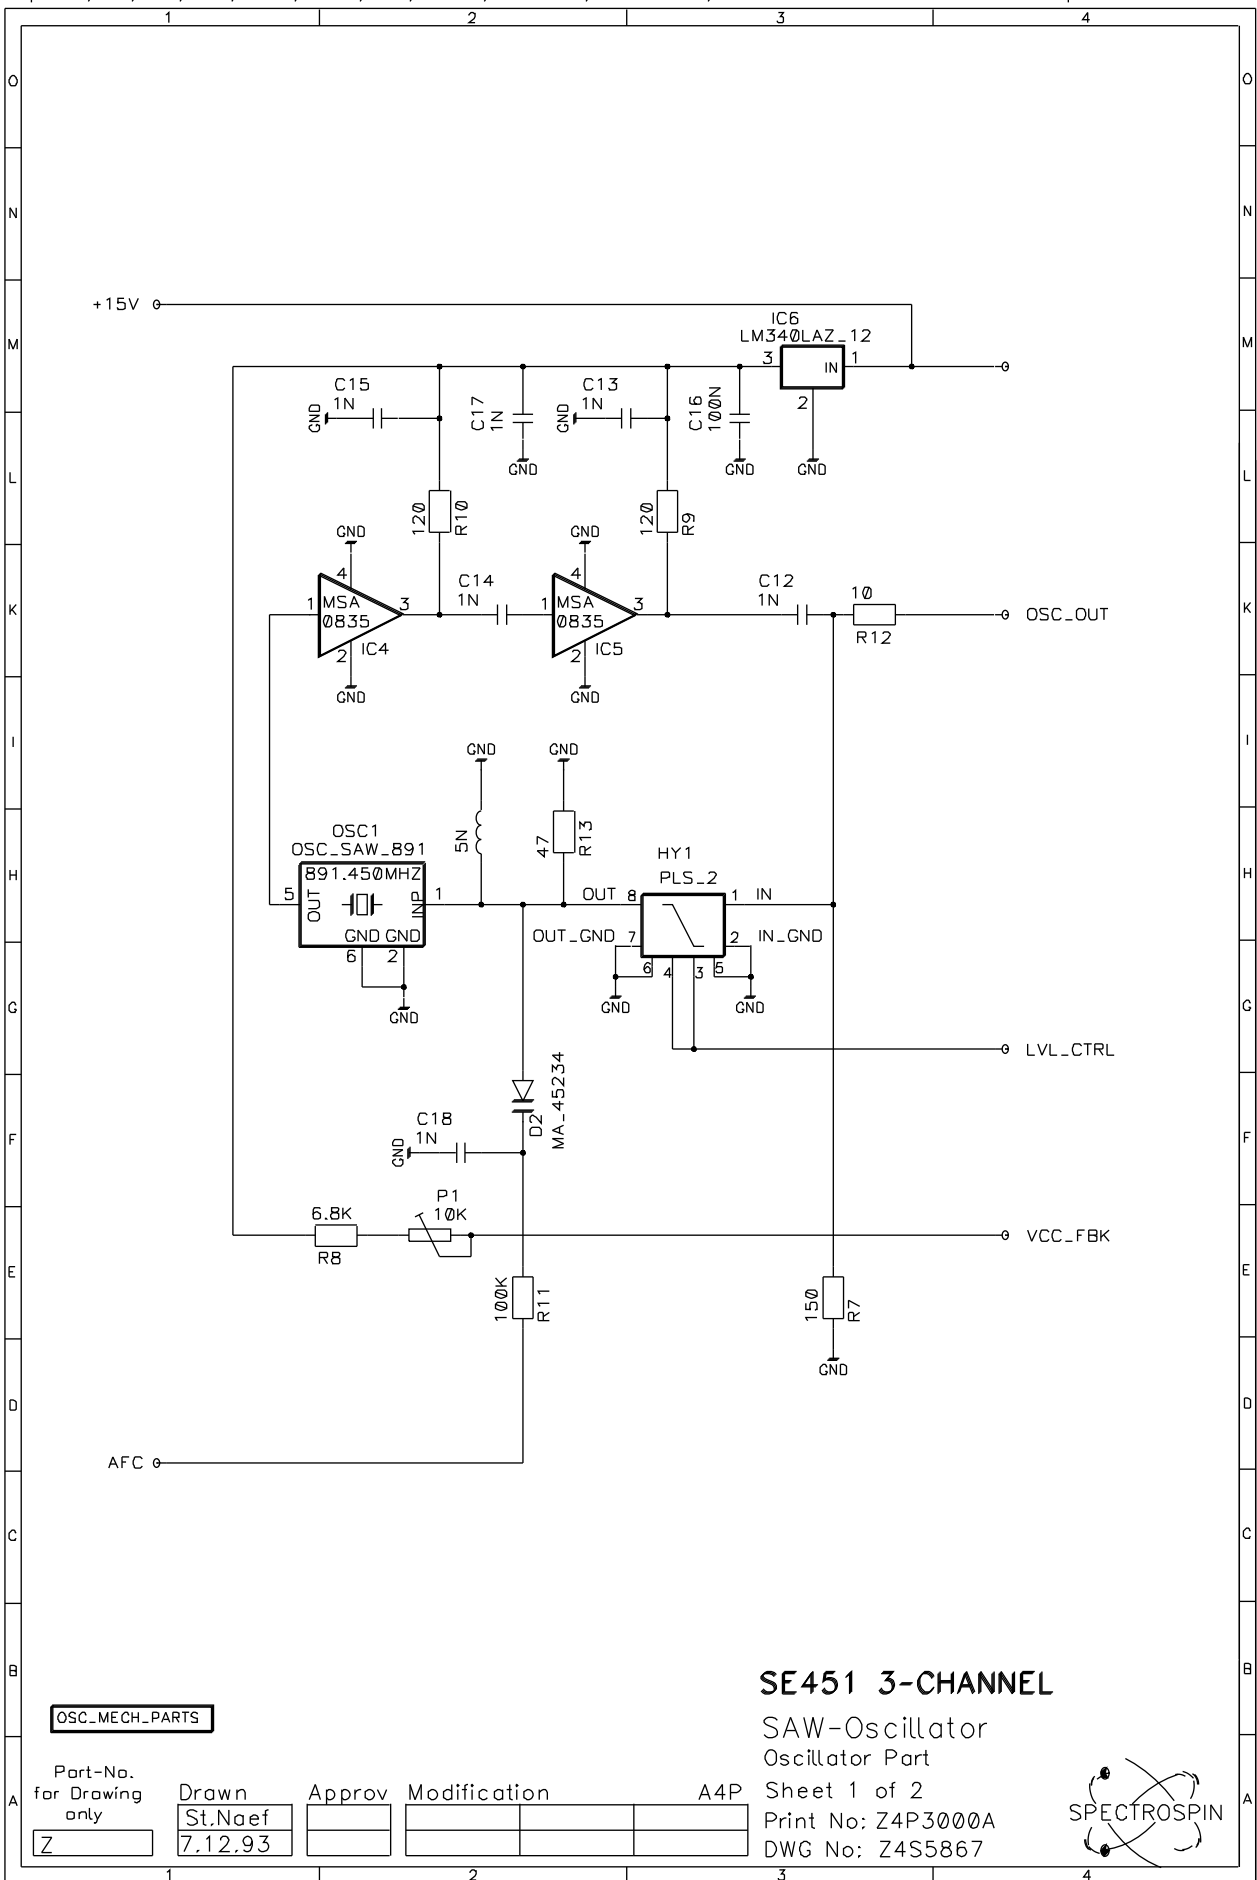 1 2 3 4
O O
N N
+15V
IC6
LM340LAZ_12
M M
3 IN 1
2
C15
1N
GND
C17
1N
GND
C13
1N
GND
C16
100N
GND
GND
L L
120
R10
120
R9
GND
GND
4
4
C14
1N
C12
1N
10
K K
1 MSA 3
0835
2 IC4
1 MSA 3
0835
2 IC5
R12
OSC_OUT
GND
GND
I I
GND
GND
OSC1
OSC_SAW_891
891.450MHZ
5N
47
R13
HY1
PLS_2
H H
5 OUT INP 1
GND GND
6 2
GND
OUT 8 1 IN
OUT_GND 7 2 IN_GND
6 4 3 5
GND
GND
G G
LVL_CTRL
D2
MA_45234
F F
C18
1N
GND
P1
10K
6.8K
R8
VCC_FBK
E E
100K
R11
150
R7
GND
D D
AFC
C C
B B
SE451 3-CHANNEL
OSC_MECH_PARTS
SAW-Oscillator
Oscillator Part
Part-No.
for Drawing
only
Z
Drawn
St.Naef
7.12.93
Approv
Modification
A4P
Sheet 1 of 2
Print No: Z4P3000A
DWG No: Z4S5867
SPECTROSPIN
A A
1 2 3 4